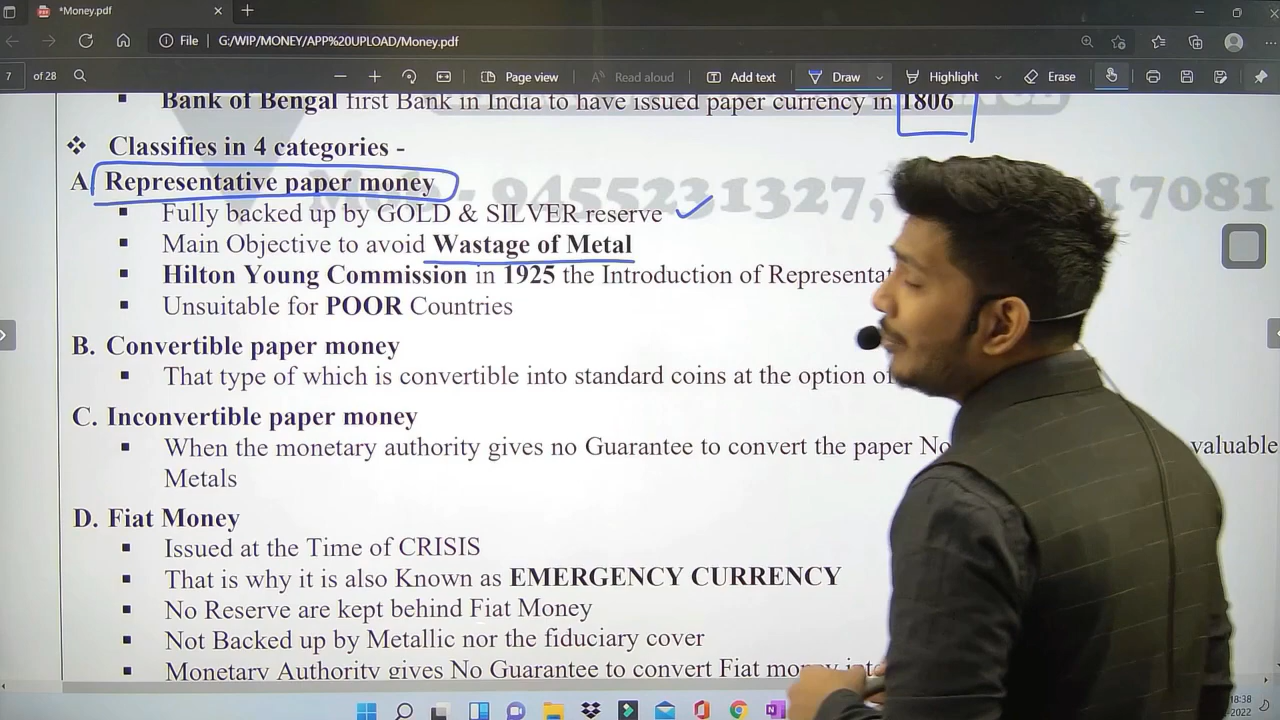 *Money.pdf
File G:/WIP/MONEY/APP%20UPLOAD/Money.pdf
7 of 28 Page view Read aloud Add text Draw Highlight Erase
Bank of Bengal first Bank in India to have issued paper currency in 1806
Classifies in 4 categories -
A Representative paper money
9455231327, 17081
Fully backed up by GOLD & SILVER reserve
Main Objective to avoid Wastage of Metal
Hilton Young Commission in 1925 the Introduction of
Unsuitable for POOR Countries
B. Convertible paper money
That type of which is convertible into standard coins at the option of
C. Inconvertible paper money
When the monetary authority gives no Guarantee to convert the paper valuable
Metals
D. Fiat Money
Issued at the Time of CRISIS
That is why it is also Known as EMERGENCY CURRENCY
No Reserve are kept behind Fiat Money
Not Backed up by Metallic nor the fiduciary cover
Monetary Authority gives No Guarantee to convert Fiat money
18:38
2022